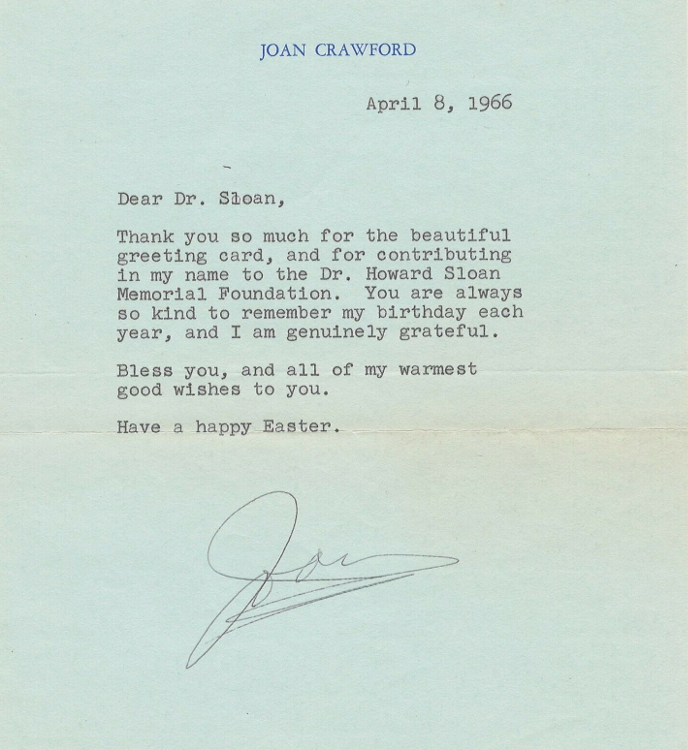 JOAN CRAWFORD
April 8, 1966
Dear Dr. Sloan,
Thank you so much for the beautiful
greeting card, and for contributing
in my name to the Dr. Howard Sloan
Memorial Foundation.  You are always
so kind to remember my birthday each
year, and I am genuinely grateful.
Bless you, and all of my warmest
good wishes to you.
Have a happy Easter.
Joan